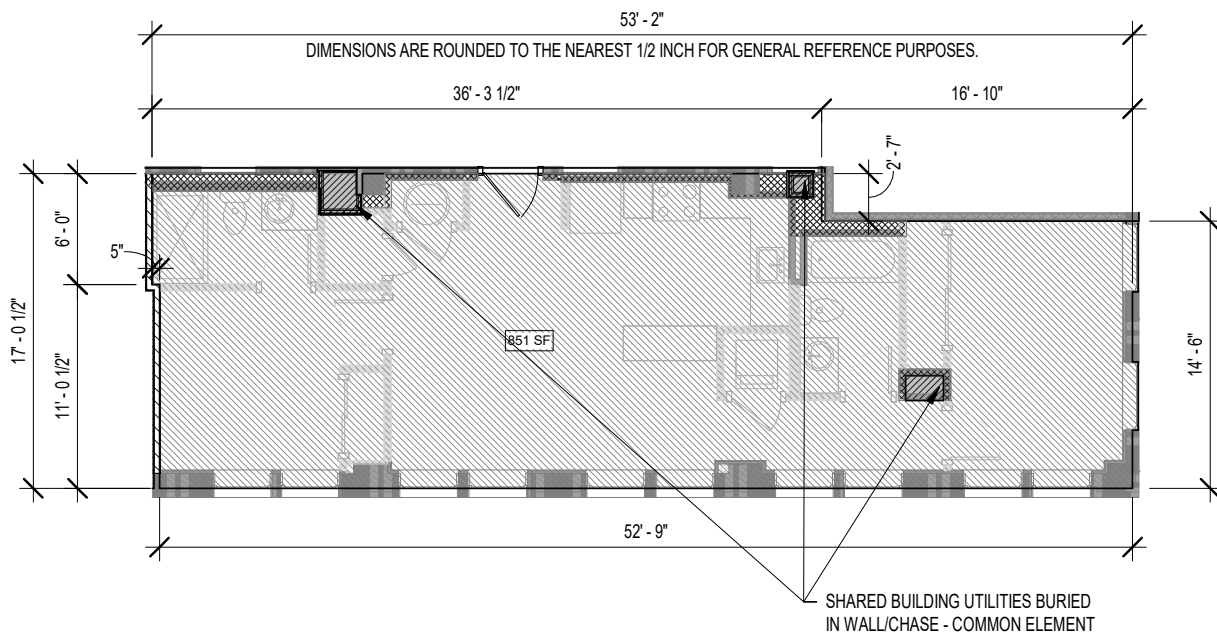 53' - 2"
DIMENSIONS ARE ROUNDED TO THE NEAREST 1/2 INCH FOR GENERAL REFERENCE PURPOSES.
36' - 3 1/2"
16' - 10"
2' - 7"
6' - 0"
5"
17' - 0 1/2"
11' - 0 1/2"
851 SF
14' - 6"
52' - 9"
SHARED BUILDING UTILITIES BURIED
IN WALL/CHASE - COMMON ELEMENT